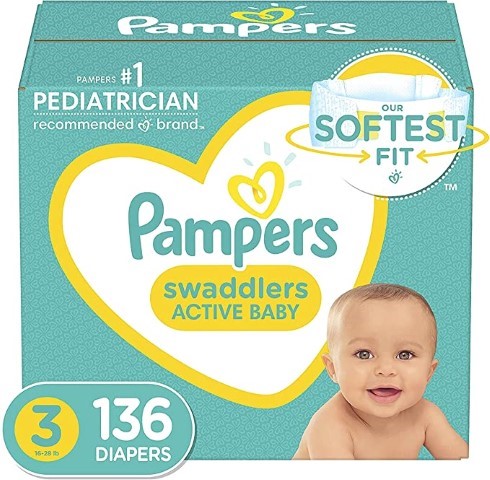 Pampers
PAMPERS #1
PEDIATRICIAN
recommended brand™
OUR
SOFTEST
FIT
™
Pampers
swaddlers
ACTIVE BABY
3
16-28 lb
136
DIAPERS